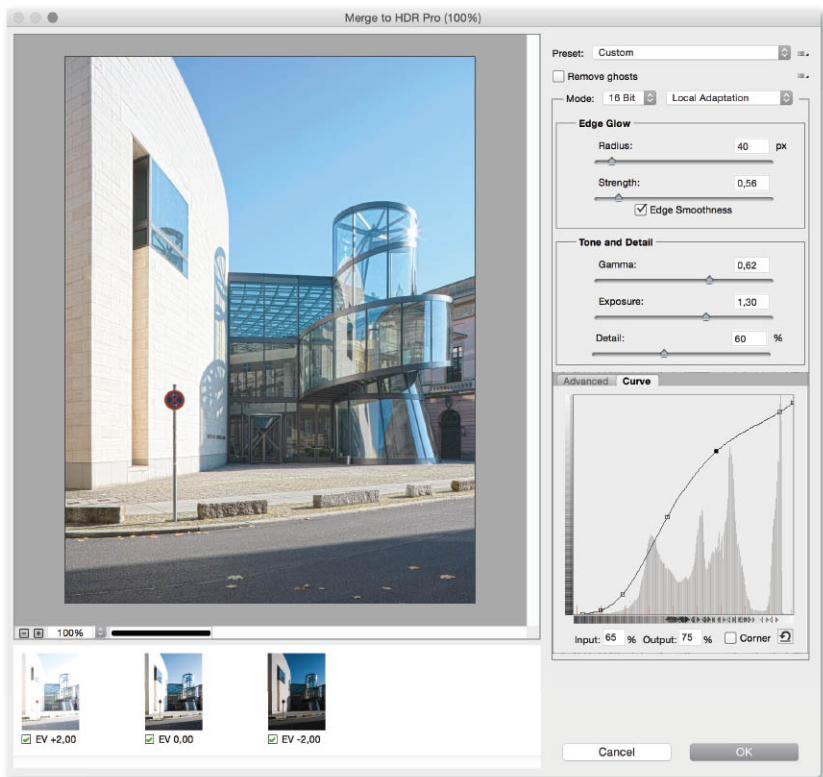 Merge to HDR Pro (100%)
Preset: Custom
Remove ghosts
Mode: 16 Bit Local Adaptation
Edge Glow
Radius: 40 px
Strength: 0,56
Edge Smoothness
Tone and Detail
Gamma: 0,62
Exposure: 1,30
Detail: 60 %
Advanced Curve
Input: 65 % Output: 75 % Corner
100%
EV +2,00 EV 0,00 EV -2,00
Cancel OK